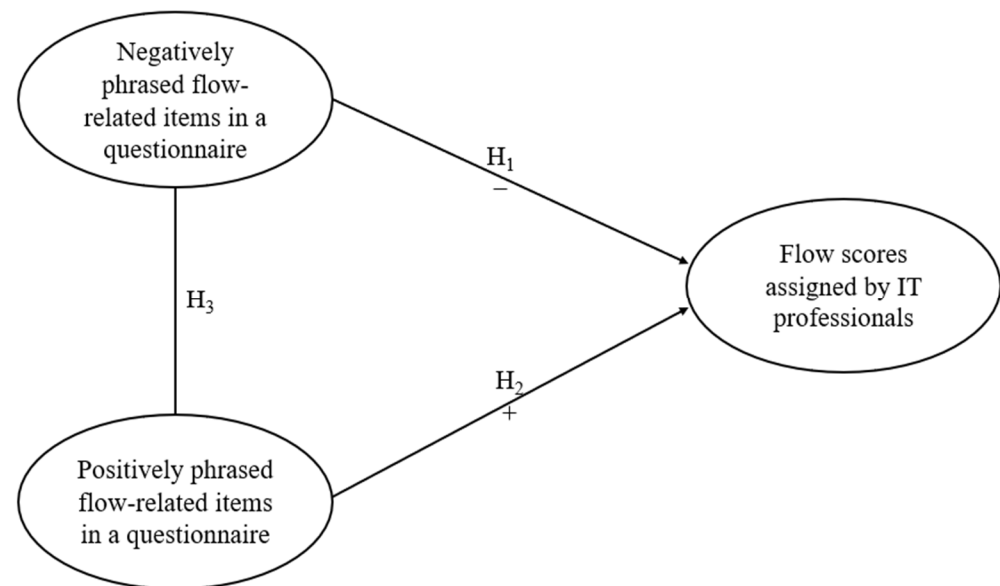 Negatively
phrased flow-
related items in a
questionnaire
H₁
–
Flow scores
assigned by IT
professionals
H₃
H₂
+
Positively phrased
flow-related items
in a questionnaire